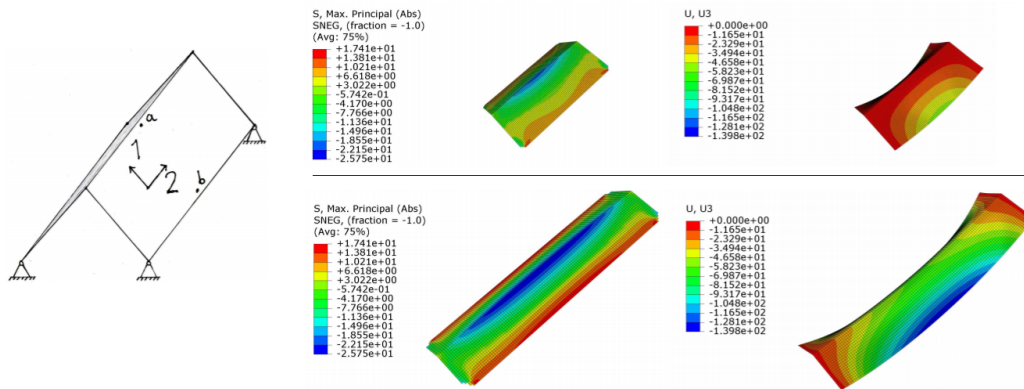 a
1
2
b
S, Max. Principal (Abs)
SNEG, (fraction = -1.0)
(Avg: 75%)
+1.741e+01
+1.381e+01
+1.021e+01
+6.618e+00
+3.022e+00
-5.742e-01
-4.170e+00
-7.766e+00
-1.136e+01
-1.496e+01
-1.855e+01
-2.215e+01
-2.575e+01
U, U3
+0.000e+00
-1.165e+01
-2.329e+01
-3.494e+01
-4.658e+01
-5.823e+01
-6.987e+01
-8.152e+01
-9.317e+01
-1.048e+02
-1.165e+02
-1.281e+02
-1.398e+02
S, Max. Principal (Abs)
SNEG, (fraction = -1.0)
(Avg: 75%)
+1.741e+01
+1.381e+01
+1.021e+01
+6.618e+00
+3.022e+00
-5.742e-01
-4.170e+00
-7.766e+00
-1.136e+01
-1.496e+01
-1.855e+01
-2.215e+01
-2.575e+01
U, U3
+0.000e+00
-1.165e+01
-2.329e+01
-3.494e+01
-4.658e+01
-5.823e+01
-6.987e+01
-8.152e+01
-9.317e+01
-1.048e+02
-1.165e+02
-1.281e+02
-1.398e+02